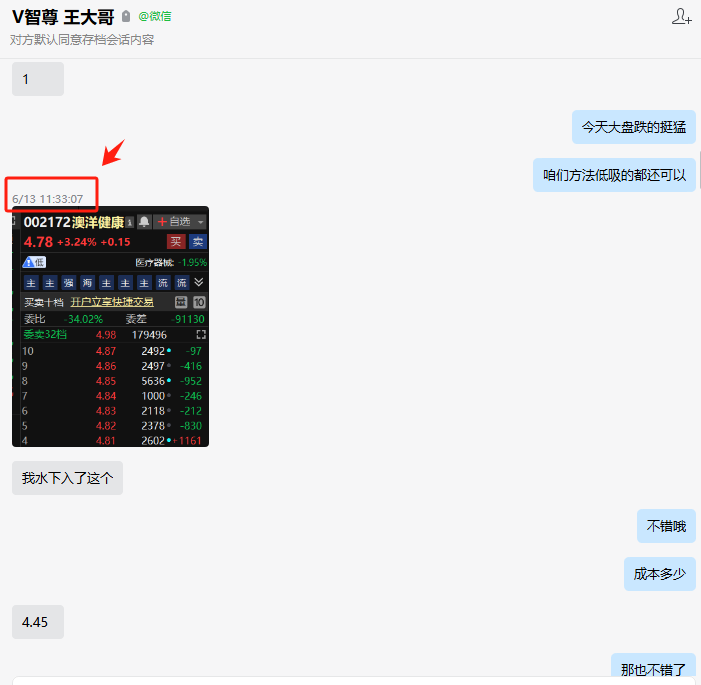 V智尊 王大哥 @微信
对方默认同意存档会话内容
1
今天大盘跌的挺猛
咱们方法低吸的都还可以
6/13 11:33:07
002172澳洋健康 +自选
4.78 +3.24% +0.15 买 卖
低 医疗器械: -1.95%
主 主 强 海 主 主 主 流 流
买卖十档 开户立享快捷交易 10
委比 -34.02% 委差 -91130
委卖32档 4.98 179496
10 4.87 2492 -97
9 4.86 2497 -416
8 4.85 5636 -952
7 4.84 1000 -246
6 4.83 2118 -212
5 4.82 2378 -830
4 4.81 2602 +1161
我水下入了这个
不错哦
成本多少
4.45
那也不错了